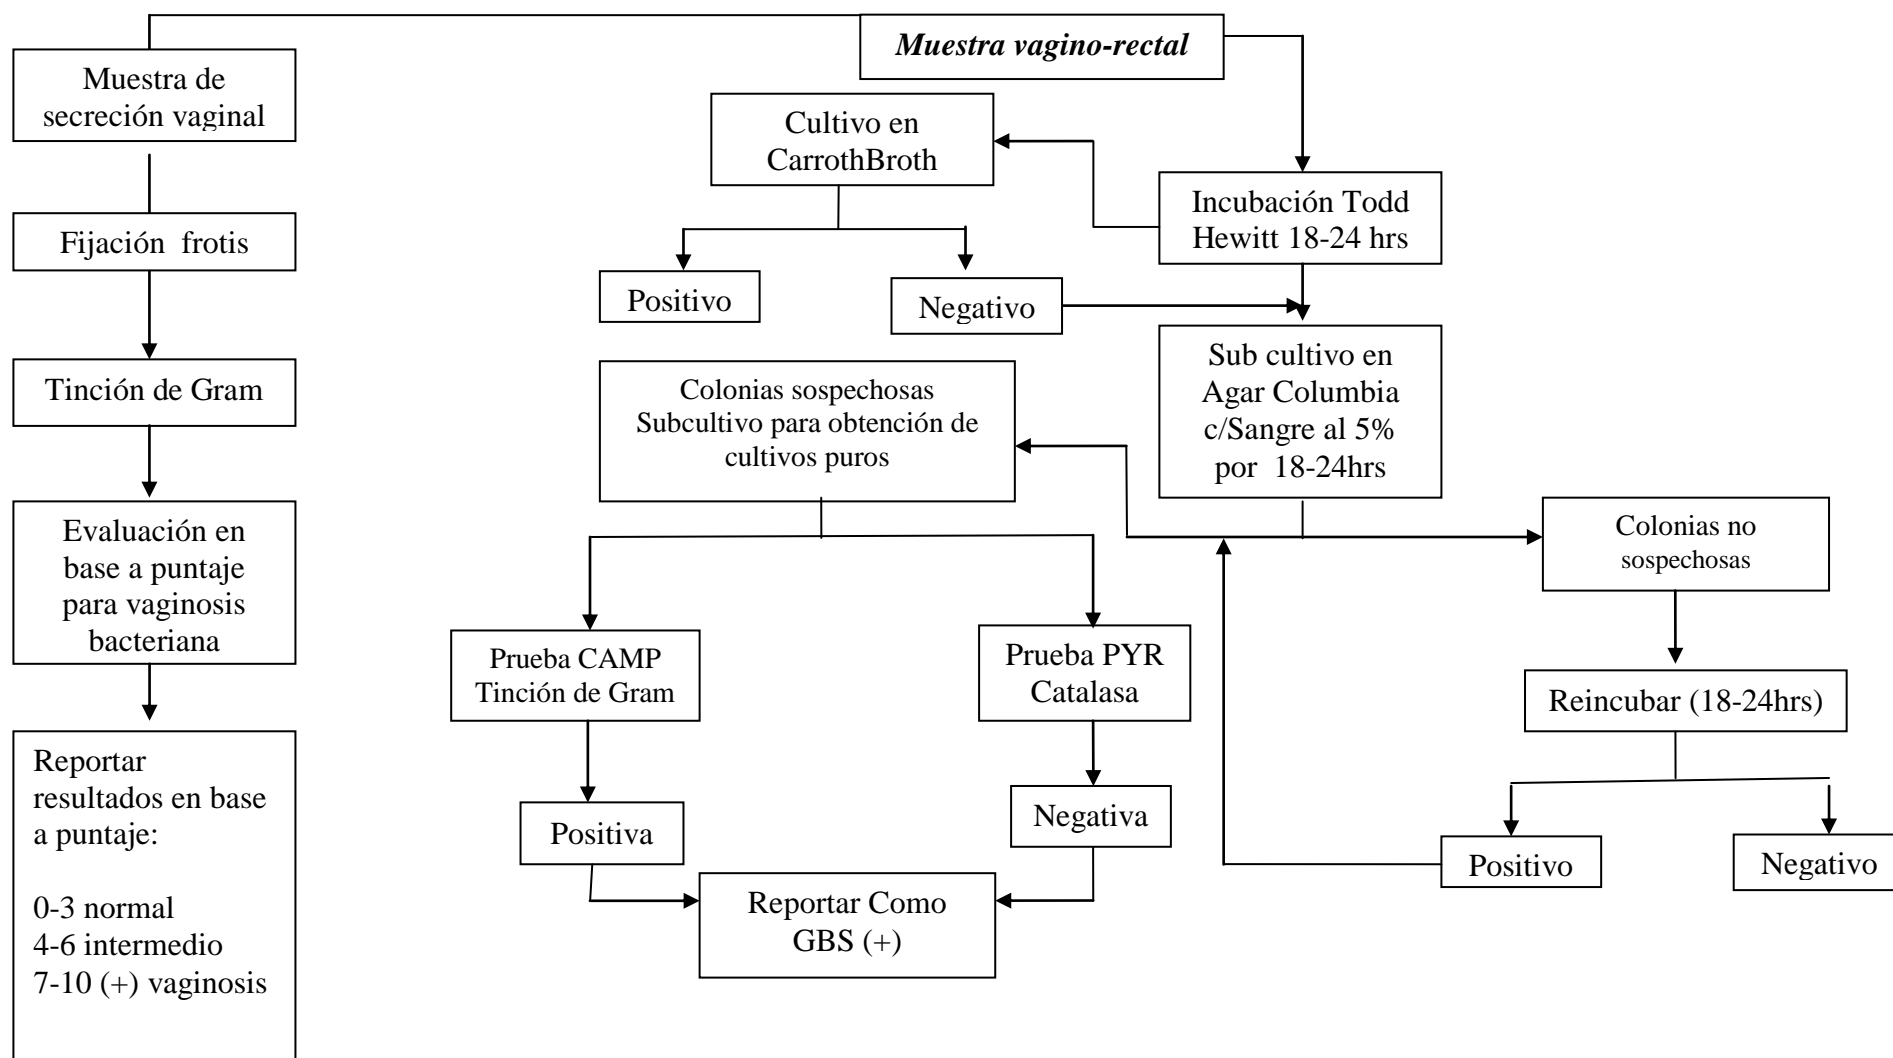 Muestra vagino-rectal
Muestra de
secreción vaginal
Fijación frotis
Tinción de Gram
Evaluación en
base a puntaje
para vaginosis
bacteriana
Reportar
resultados en base
a puntaje:
0-3 normal
4-6 intermedio
7-10 (+) vaginosis
Cultivo en
CarrothBroth
Incubación Todd
Hewitt 18-24 hrs
Positivo
Negativo
Sub cultivo en
Agar Columbia
c/Sangre al 5%
por 18-24hrs
Colonias sospechosas
Subcultivo para obtención de
cultivos puros
Colonias no
sospechosas
Prueba CAMP
Tinción de Gram
Prueba PYR
Catalasa
Reincubar (18-24hrs)
Positiva
Negativa
Positivo
Negativo
Reportar Como
GBS (+)